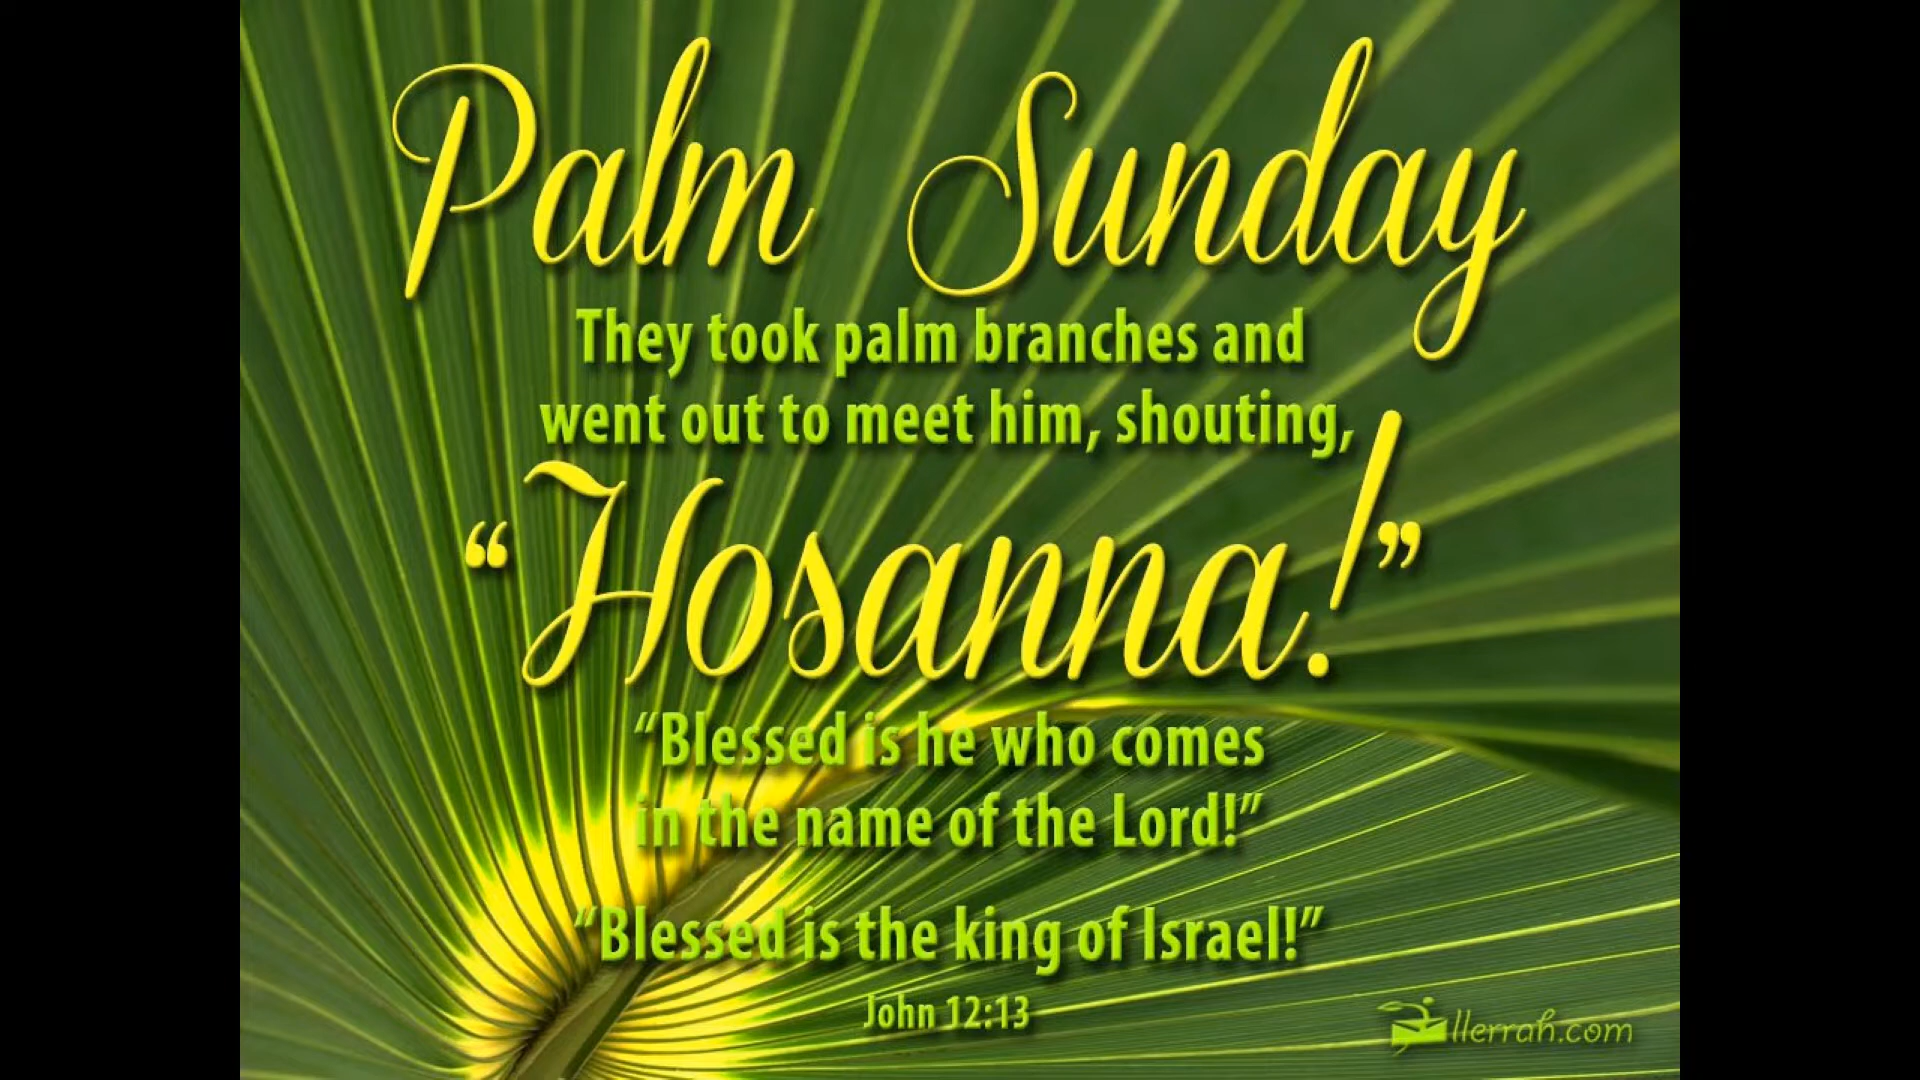 Palm Sunday
They took palm branches and
went out to meet him, shouting,
“Hosanna!”
“Blessed is he who comes
in the name of the Lord!”
“Blessed is the king of Israel!”
John 12:13
llerrah.com